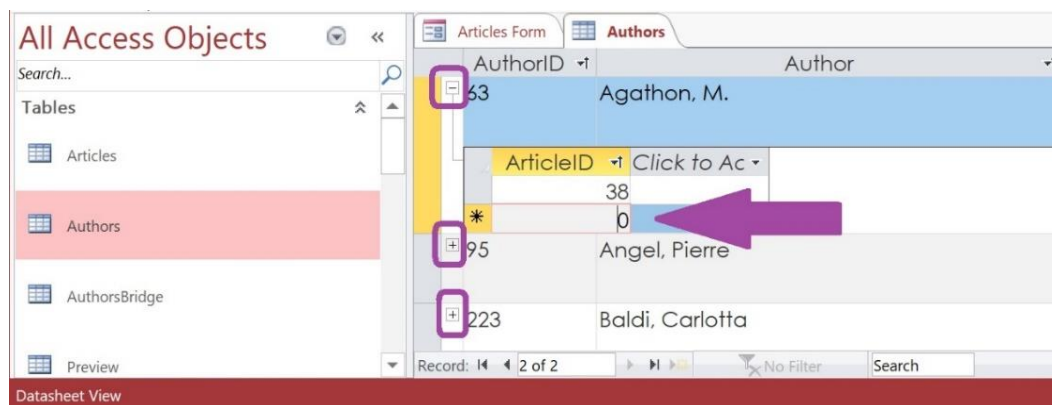 All Access Objects
Search...
Tables
Articles
Authors
AuthorsBridge
Preview
Articles Form Authors
AuthorID Author
63 Agathon, M.
ArticleID Click to Ac
38
* 0
95 Angel, Pierre
223 Baldi, Carlotta
Record: 2 of 2 No Filter Search
Datasheet View